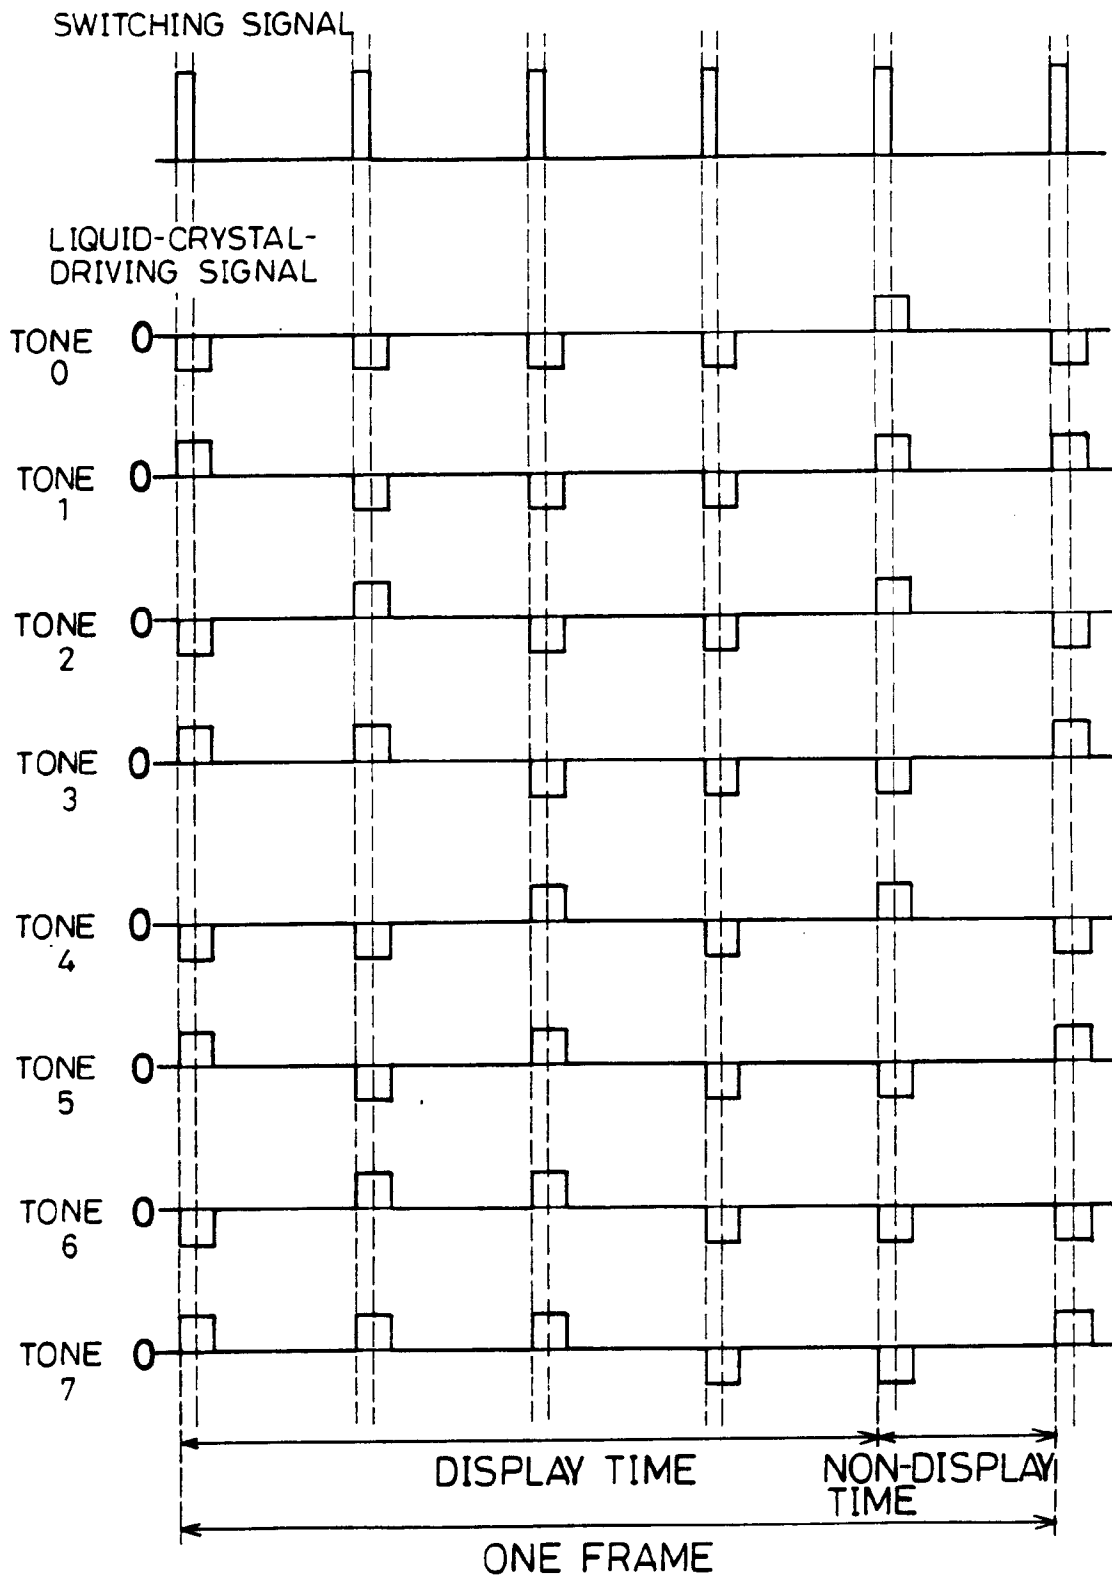 SWITCHING SIGNAL
LIQUID-CRYSTAL-
DRIVING SIGNAL
TONE 0
0
TONE 0
1
TONE 0
2
TONE 0
3
TONE 0
4
TONE 0
5
TONE 0
6
TONE 0
7
DISPLAY TIME
NON-DISPLAY
TIME
ONE FRAME